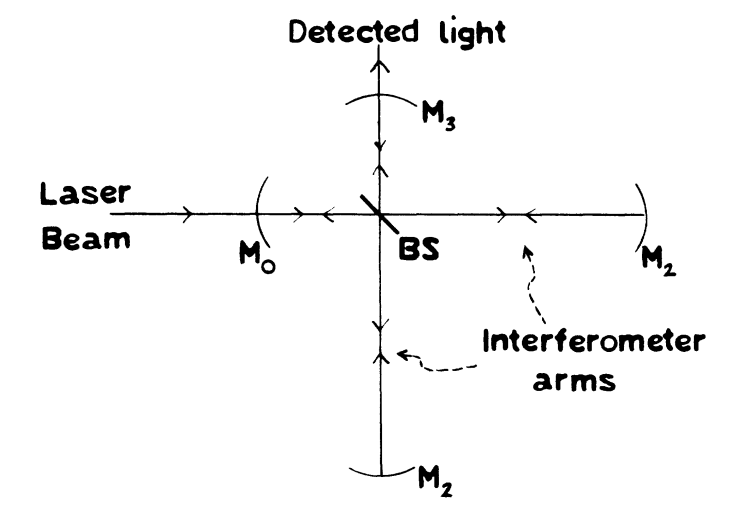 Detected light
M3
Laser
Beam
M0
BS
M2
Interferometer
arms
M2